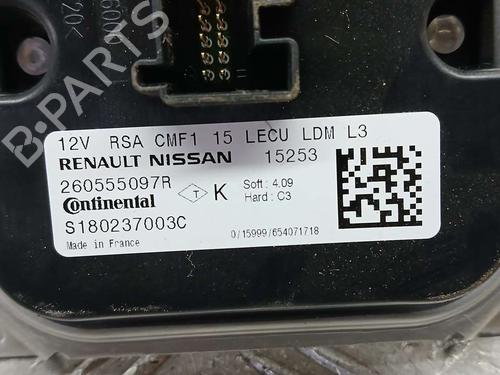 12V RSA CMF1 15 LECU LDM L3
RENAULT NISSAN 15253
260555097R
Continental
T K
Soft : 4.09
Hard : C3
S180237003C
Made in France
0/15999/654071718
B-PARTS